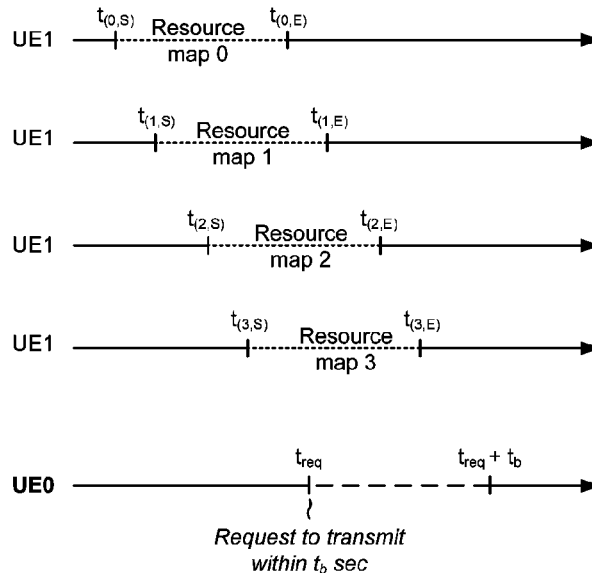 t(0,S) Resource t(0,E)
UE1
map 0
t(1,S) Resource t(1,E)
UE1
map 1
t(2,S) Resource t(2,E)
UE1
map 2
t(3,S) Resource t(3,E)
UE1
map 3
treq treq + tb
UE0
Request to transmit
within tb sec